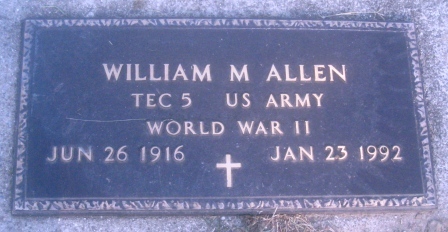 WILLIAM M ALLEN
TEC 5 US ARMY
WORLD WAR II
JUN 26 1916 JAN 23 1992